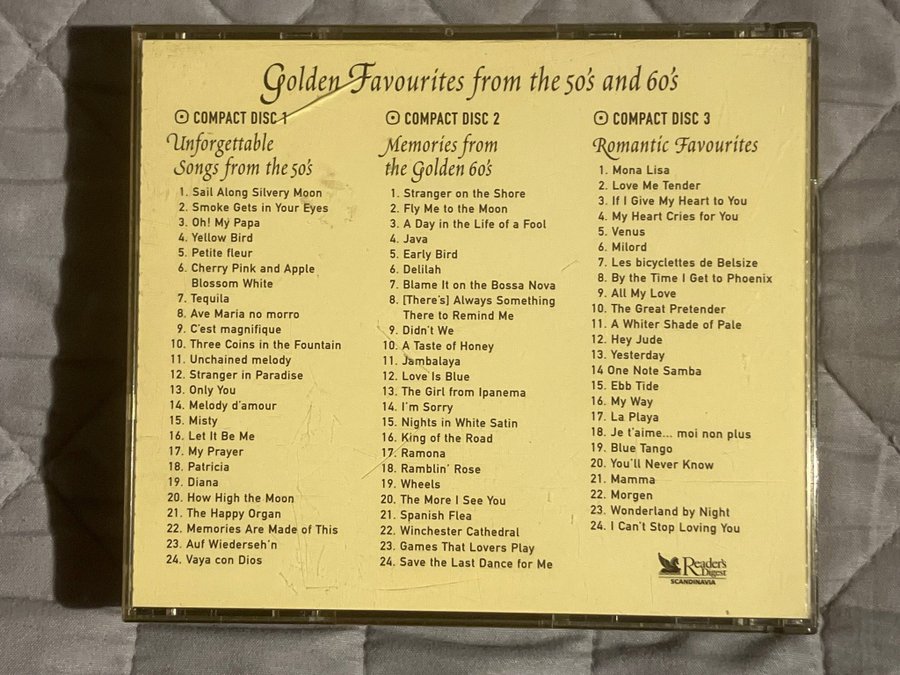 Golden Favourites from the 50's and 60's
COMPACT DISC 1
Unforgettable
Songs from the 50's
1. Sail Along Silvery Moon
2. Smoke Gets in Your Eyes
3. Oh! My Papa
4. Yellow Bird
5. Petite fleur
6. Cherry Pink and Apple
Blossom White
7. Tequila
8. Ave Maria no morro
9. C'est magnifique
10. Three Coins in the Fountain
11. Unchained melody
12. Stranger in Paradise
13. Only You
14. Melody d'amour
15. Misty
16. Let It Be Me
17. My Prayer
18. Patricia
19. Diana
20. How High the Moon
21. The Happy Organ
22. Memories Are Made of This
23. Auf Wiederseh'n
24. Vaya con Dios
COMPACT DISC 2
Memories from
the Golden 60's
1. Stranger on the Shore
2. Fly Me to the Moon
3. A Day in the Life of a Fool
4. Java
5. Early Bird
6. Delilah
7. Blame It on the Bossa Nova
8. [There's] Always Something
There to Remind Me
9. Didn't We
10. A Taste of Honey
11. Jambalaya
12. Love Is Blue
13. The Girl from Ipanema
14. I'm Sorry
15. Nights in White Satin
16. King of the Road
17. Ramona
18. Ramblin' Rose
19. Wheels
20. The More I See You
21. Spanish Flea
22. Winchester Cathedral
23. Games That Lovers Play
24. Save the Last Dance for Me
COMPACT DISC 3
Romantic Favourites
1. Mona Lisa
2. Love Me Tender
3. If I Give My Heart to You
4. My Heart Cries for You
5. Venus
6. Milord
7. Les bicyclettes de Belsize
8. By the Time I Get to Phoenix
9. All My Love
10. The Great Pretender
11. A Whiter Shade of Pale
12. Hey Jude
13. Yesterday
14 One Note Samba
15. Ebb Tide
16. My Way
17. La Playa
18. Je t'aime... moi non plus
19. Blue Tango
20. You'll Never Know
21. Mamma
22. Morgen
23. Wonderland by Night
24. I Can't Stop Loving You
Reader's
Digest
SCANDINAVIA